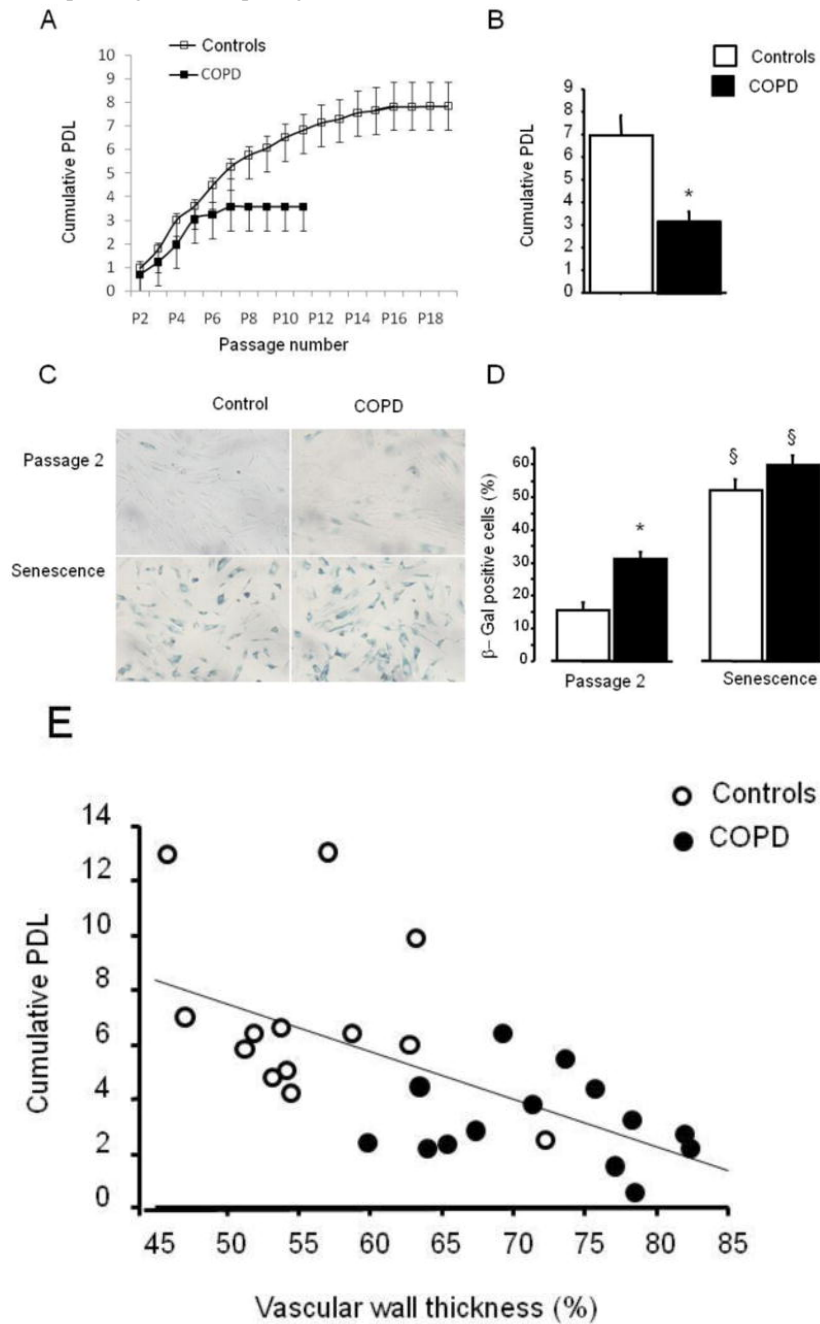 A
Controls
COPD
10
9
8
7
6
5
4
3
2
1
0
Cumulative PDL
P2 P4 P6 P8 P10 P12 P14 P16 P18
Passage number
B
Controls
COPD
9
8
7
6
5
4
3
2
1
0
Cumulative PDL
*
C
Control COPD
Passage 2
Senescence
D
60
50
40
30
20
10
0
β– Gal positive cells (%)
*
§
§
Passage 2 Senescence
E
Controls
COPD
14
12
10
8
6
4
2
0
Cumulative PDL
45 50 55 60 65 70 75 80 85
Vascular wall thickness (%)